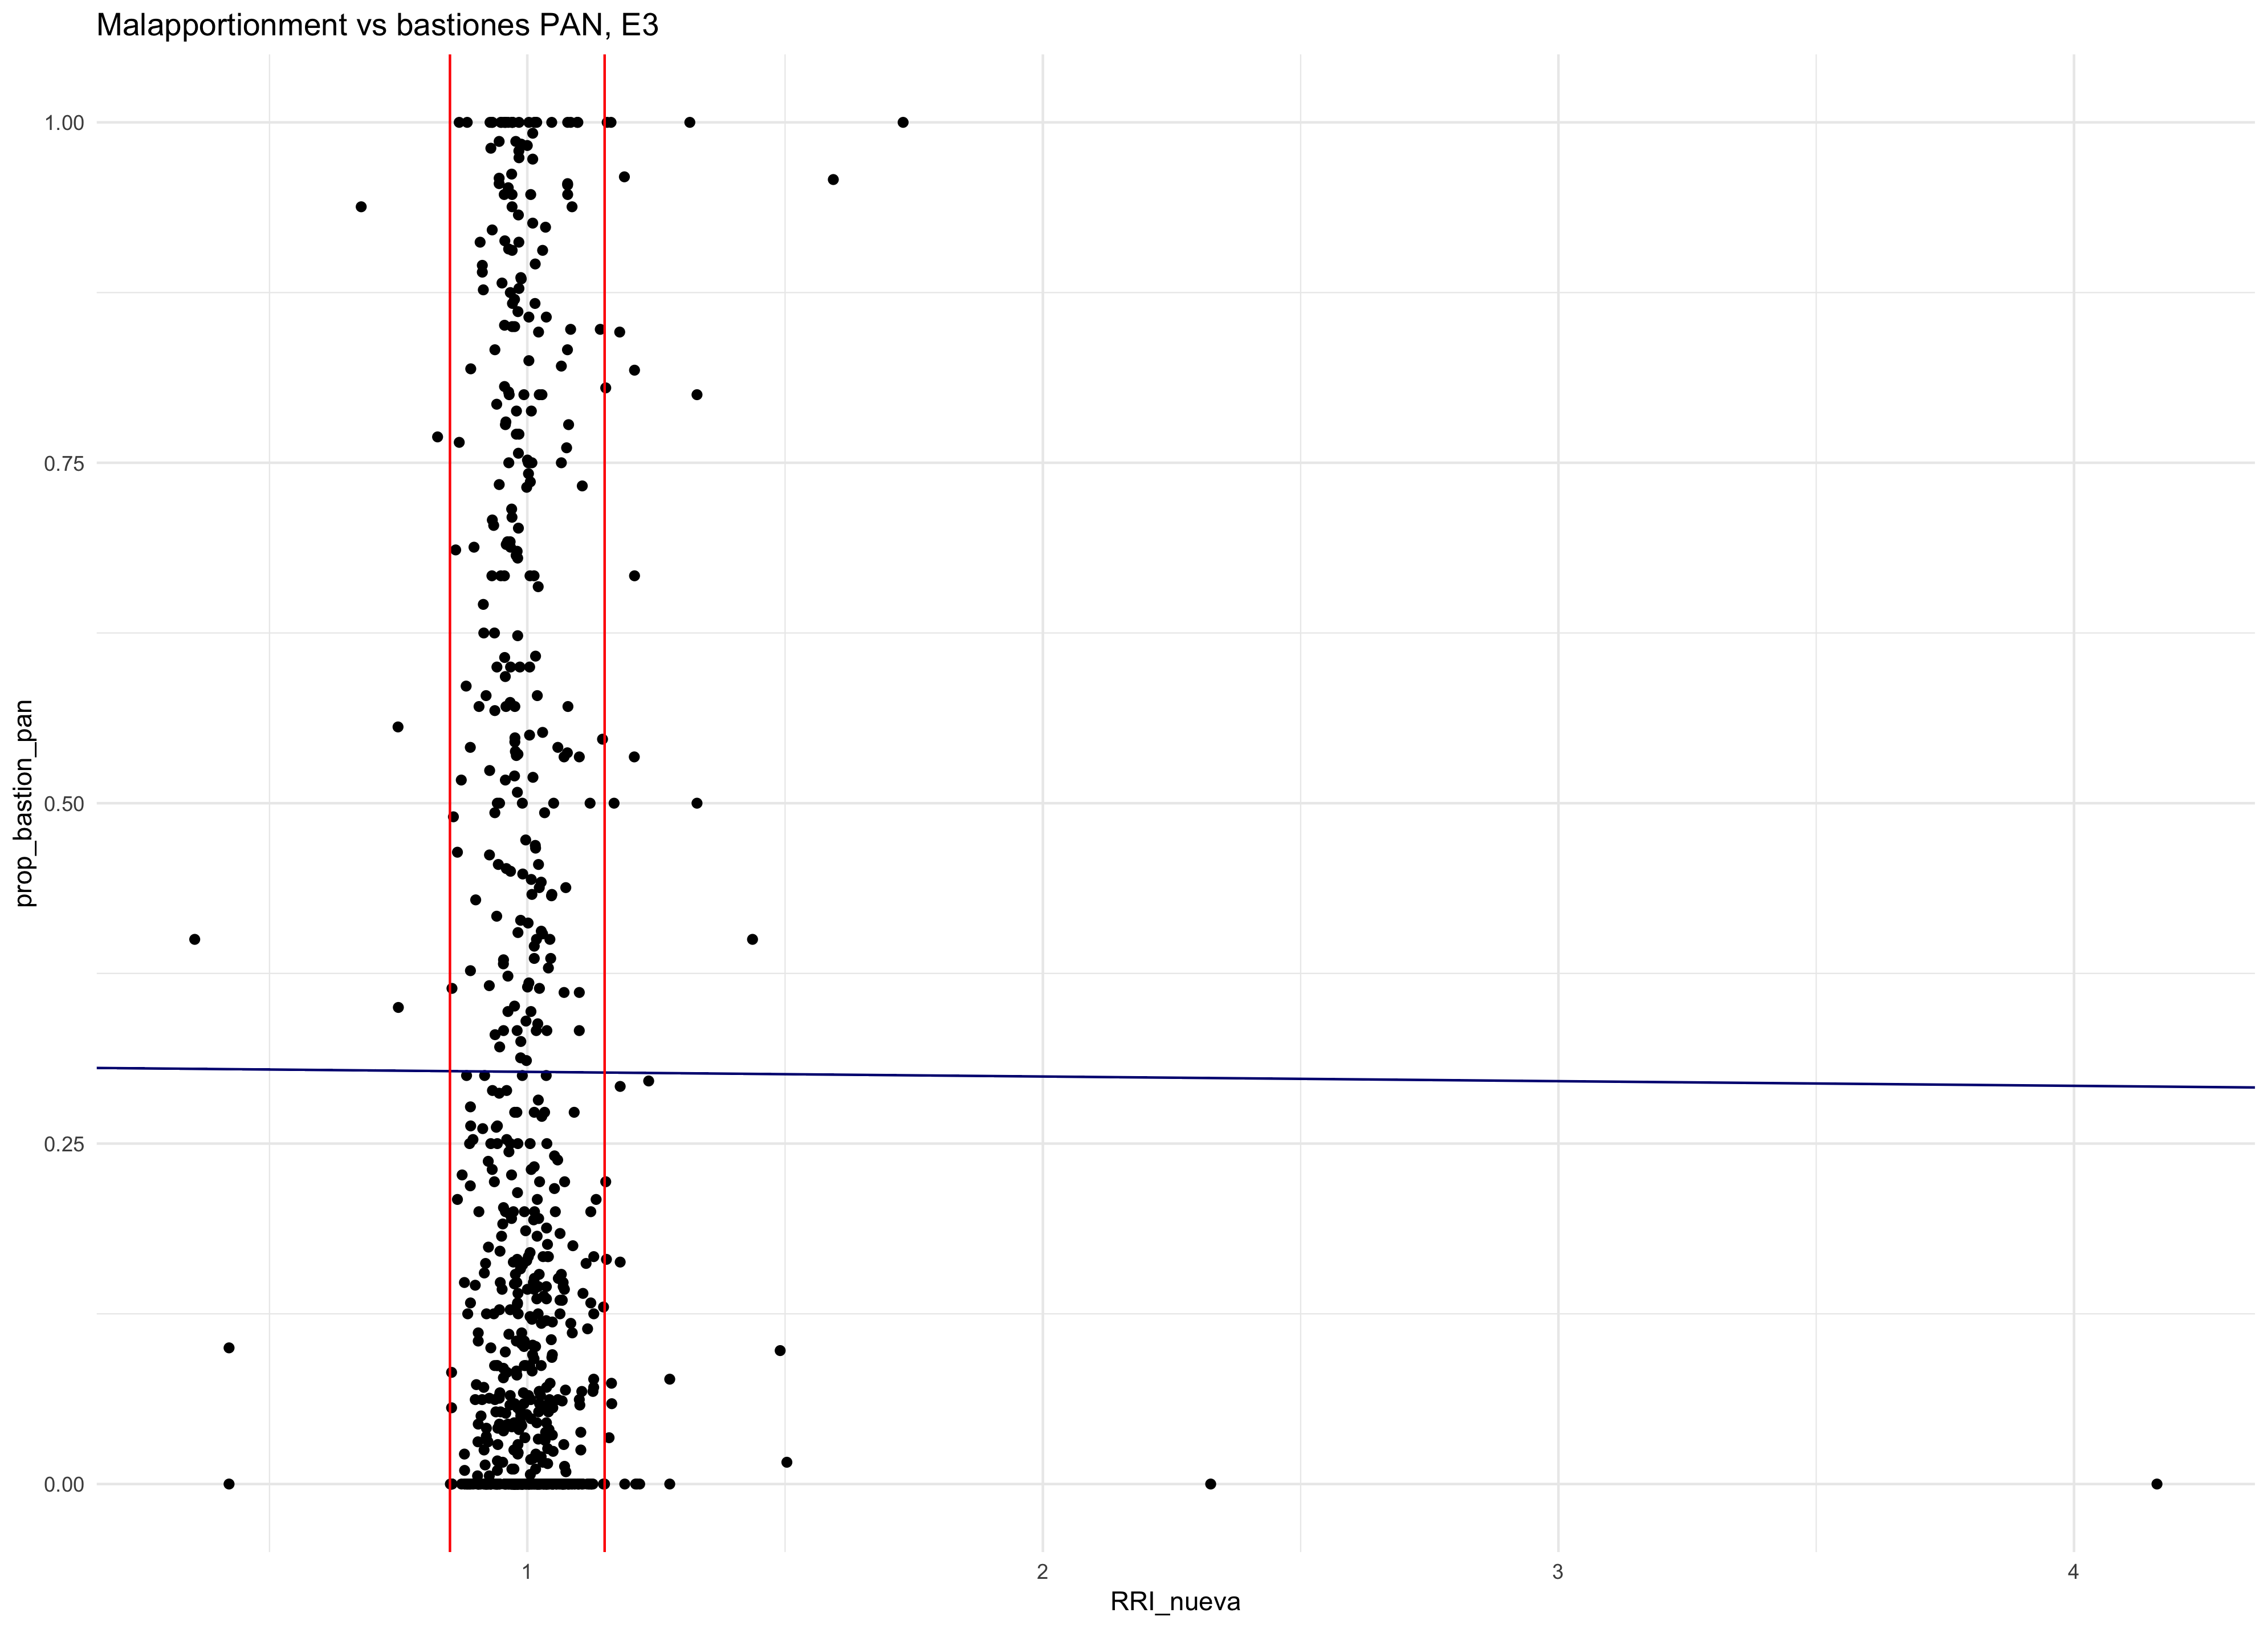 Malapportionment vs bastiones PAN, E3
1.00
0.75
0.50
0.25
0.00
prop_bastion_pan
1 2 3 4
RRI_nueva